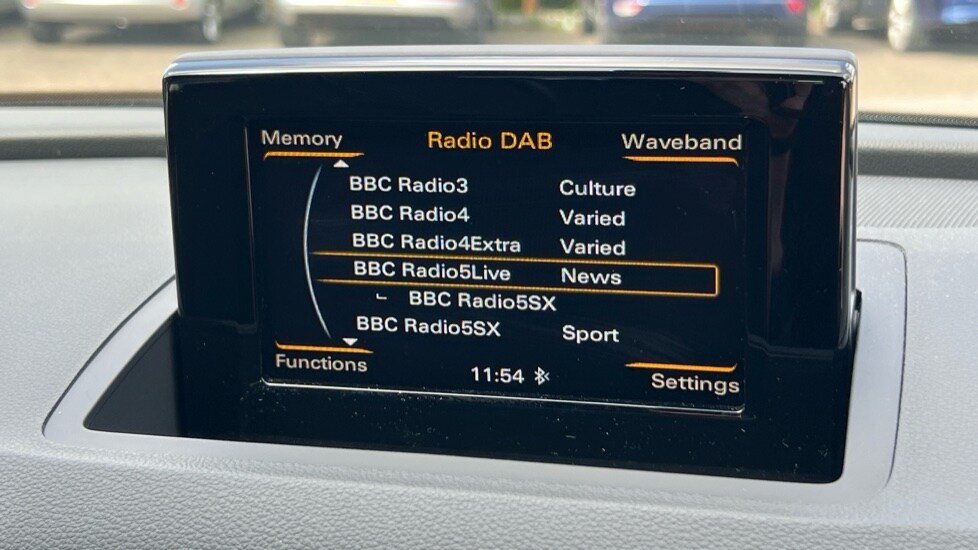 Memory Radio DAB Waveband
BBC Radio3 Culture
BBC Radio4 Varied
BBC Radio4Extra Varied
BBC Radio5Live News
BBC Radio5SX
BBC Radio5SX Sport
Functions 11:54 Settings